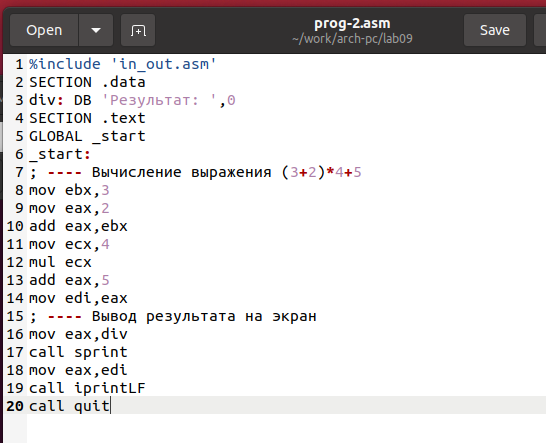 Open
prog-2.asm
~/work/arch-pc/lab09
Save
1 %include 'in_out.asm'
2 SECTION .data
3 div: DB 'Результат: ',0
4 SECTION .text
5 GLOBAL _start
6 _start:
7 ; ---- Вычисление выражения (3+2)*4+5
8 mov ebx,3
9 mov eax,2
10 add eax,ebx
11 mov ecx,4
12 mul ecx
13 add eax,5
14 mov edi,eax
15 ; ---- Вывод результата на экран
16 mov eax,div
17 call sprint
18 mov eax,edi
19 call iprintLF
20 call quit